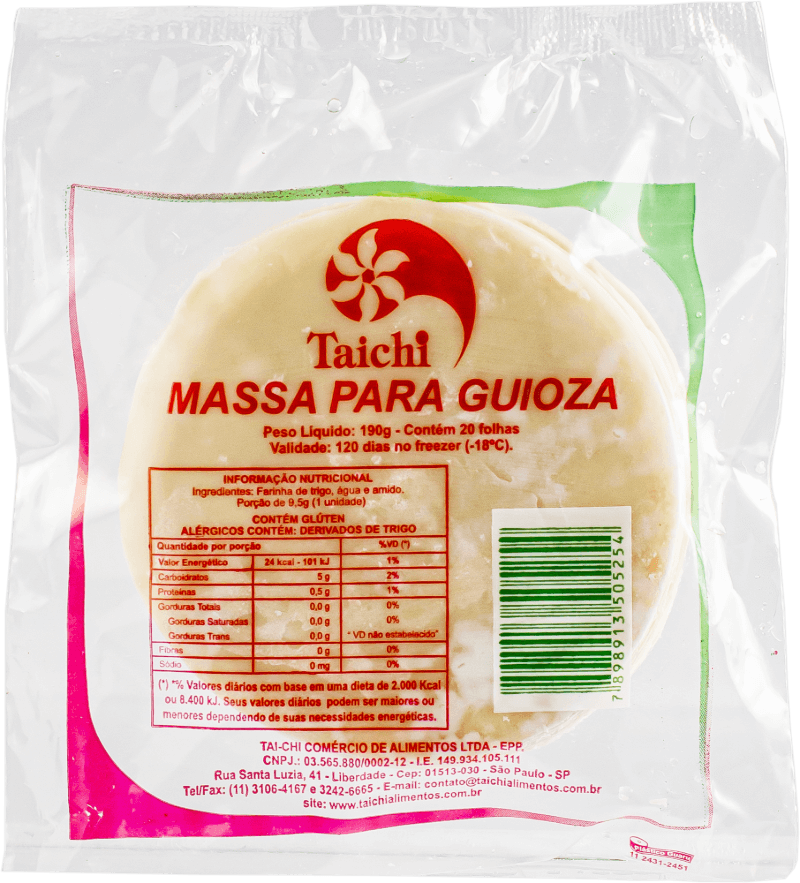 Taichi
MASSA PARA GUIOZA
Peso Líquido: 190g - Contém 20 folhas
Validade: 120 dias no freezer (-18ºC).
INFORMAÇÃO NUTRICIONAL
Ingredientes: Farinha de trigo, água e amido.
Porção de 9,5g (1 unidade)
CONTÉM GLÚTEN
ALÉRGICOS CONTÉM: DERIVADOS DE TRIGO
Quantidade por porção %VD (*)
Valor Energético 24 kcal - 101 kJ 1%
Carboidratos 5 g 2%
Proteínas 0,5 g 1%
Gorduras Totais 0,0 g 0%
Gorduras Saturadas 0,0 g 0%
Gorduras Trans 0,0 g " VD não estabelecido"
Fibras 0 g 0%
Sódio 0 mg 0%
(*) "% Valores diários com base em uma dieta de 2.000 Kcal
ou 8.400 kJ. Seus valores diários podem ser maiores ou
menores dependendo de suas necessidades energéticas.
7 898913 505254
TAI-CHI COMÉRCIO DE ALIMENTOS LTDA - EPP.
CNPJ.: 03.565.880/0002-12 - I.E. 149.934.105.111
Rua Santa Luzia, 41 - Liberdade - Cep: 01513-030 - São Paulo - SP
Tel/Fax: (11) 3106-4167 e 3242-6665 - E-mail: contato@taichialimentos.com.br
site: www.taichialimentos.com.br
11 2431-2451